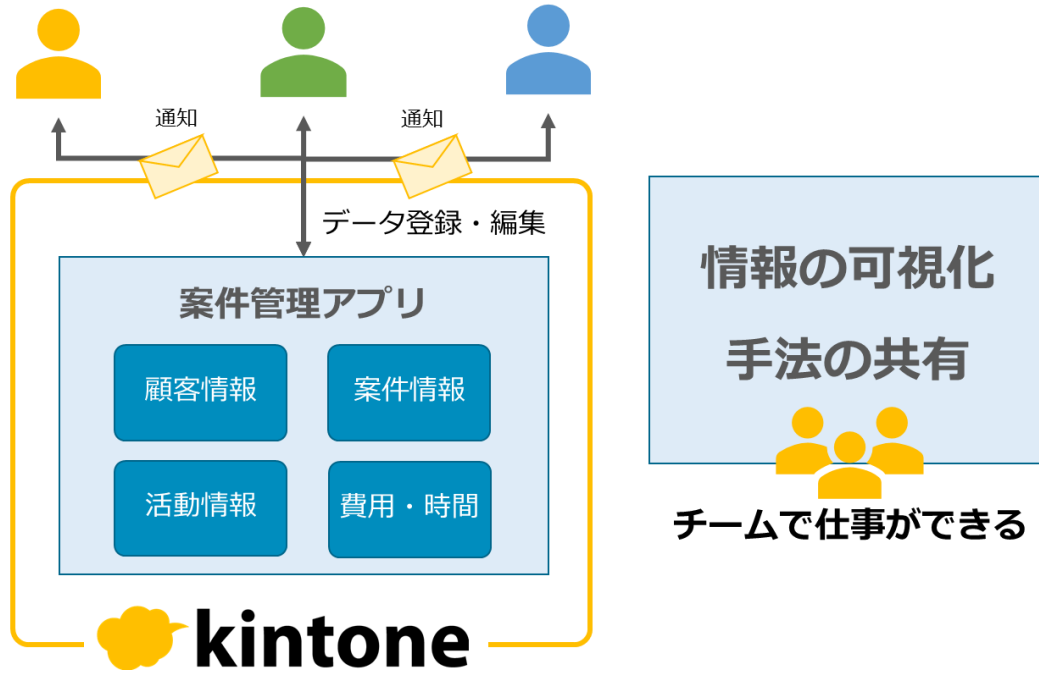 通知
通知
データ登録・編集
案件管理アプリ
顧客情報
案件情報
活動情報
費用・時間
kintone
情報の可視化
手法の共有
チームで仕事ができる